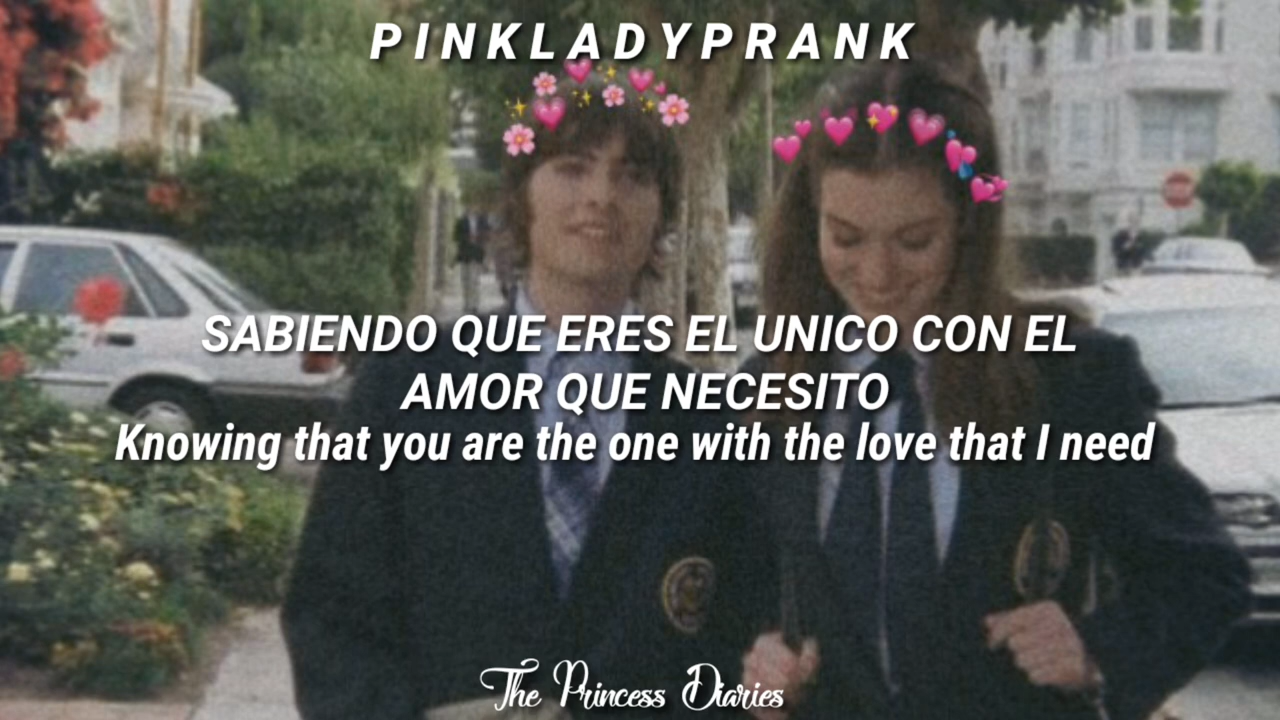 PINKLADYPRANK
SABIENDO QUE ERES EL UNICO CON EL
AMOR QUE NECESITO
Knowing that you are the one with the love that I need
The Princess Diaries